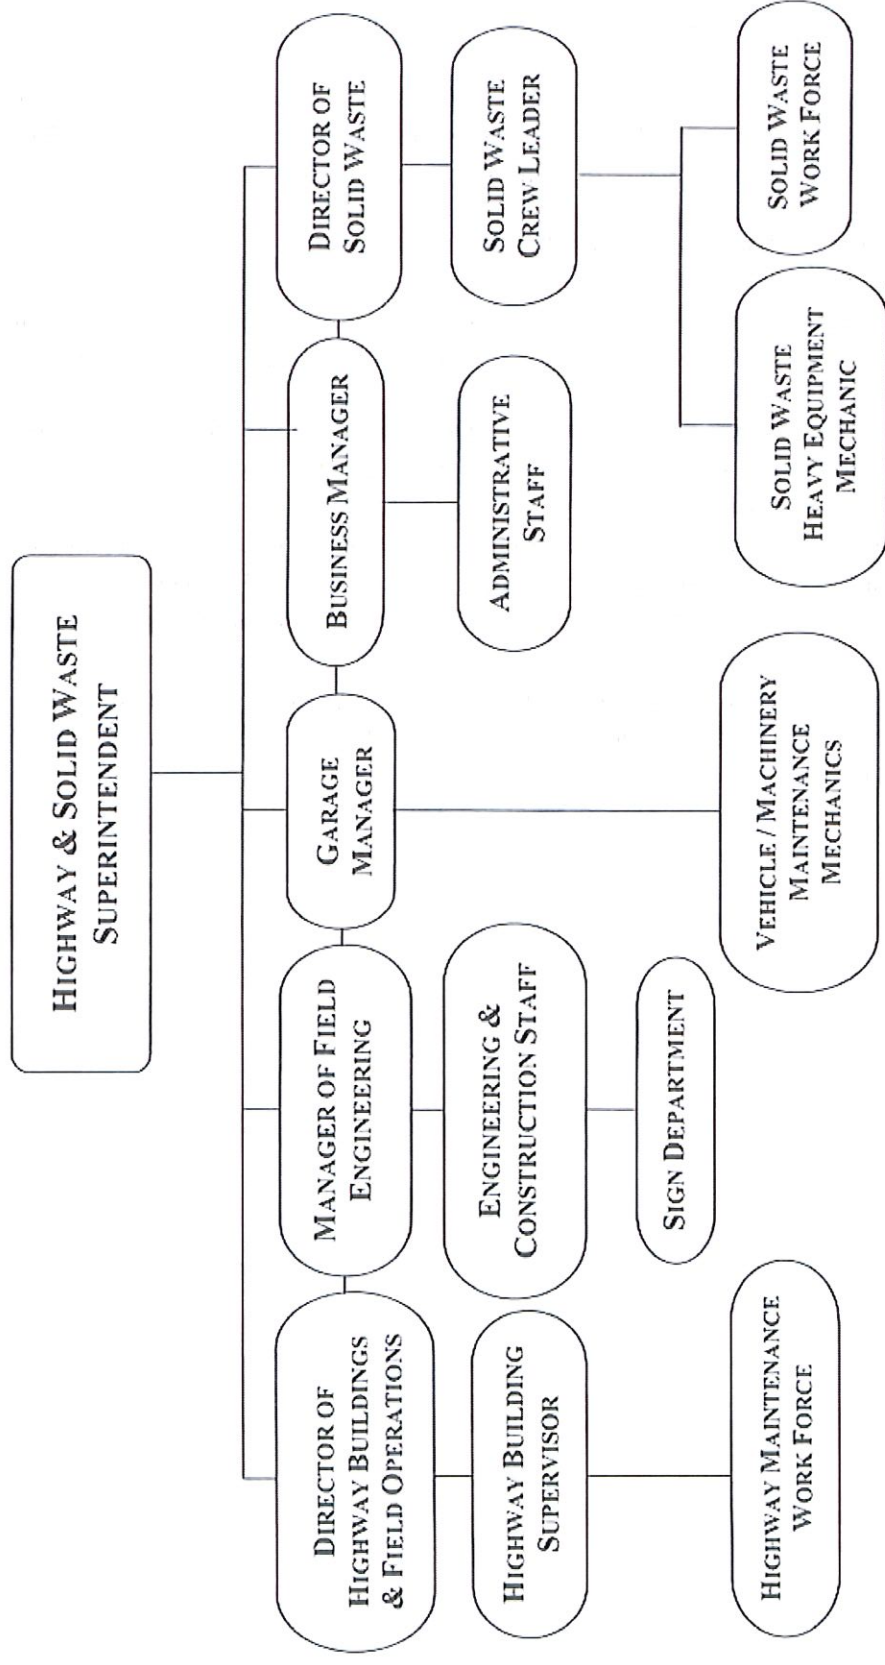 HIGHWAY & SOLID WASTE
SUPERINTENDENT
DIRECTOR OF
HIGHWAY BUILDINGS
& FIELD OPERATIONS
MANAGER OF FIELD
ENGINEERING
GARAGE
MANAGER
BUSINESS MANAGER
DIRECTOR OF
SOLID WASTE
HIGHWAY BUILDING
SUPERVISOR
ENGINEERING &
CONSTRUCTION STAFF
ADMINISTRATIVE
STAFF
SOLID WASTE
CREW LEADER
SIGN DEPARTMENT
HIGHWAY MAINTENANCE
WORK FORCE
VEHICLE / MACHINERY
MAINTENANCE
MECHANICS
SOLID WASTE
HEAVY EQUIPMENT
MECHANIC
SOLID WASTE
WORK FORCE